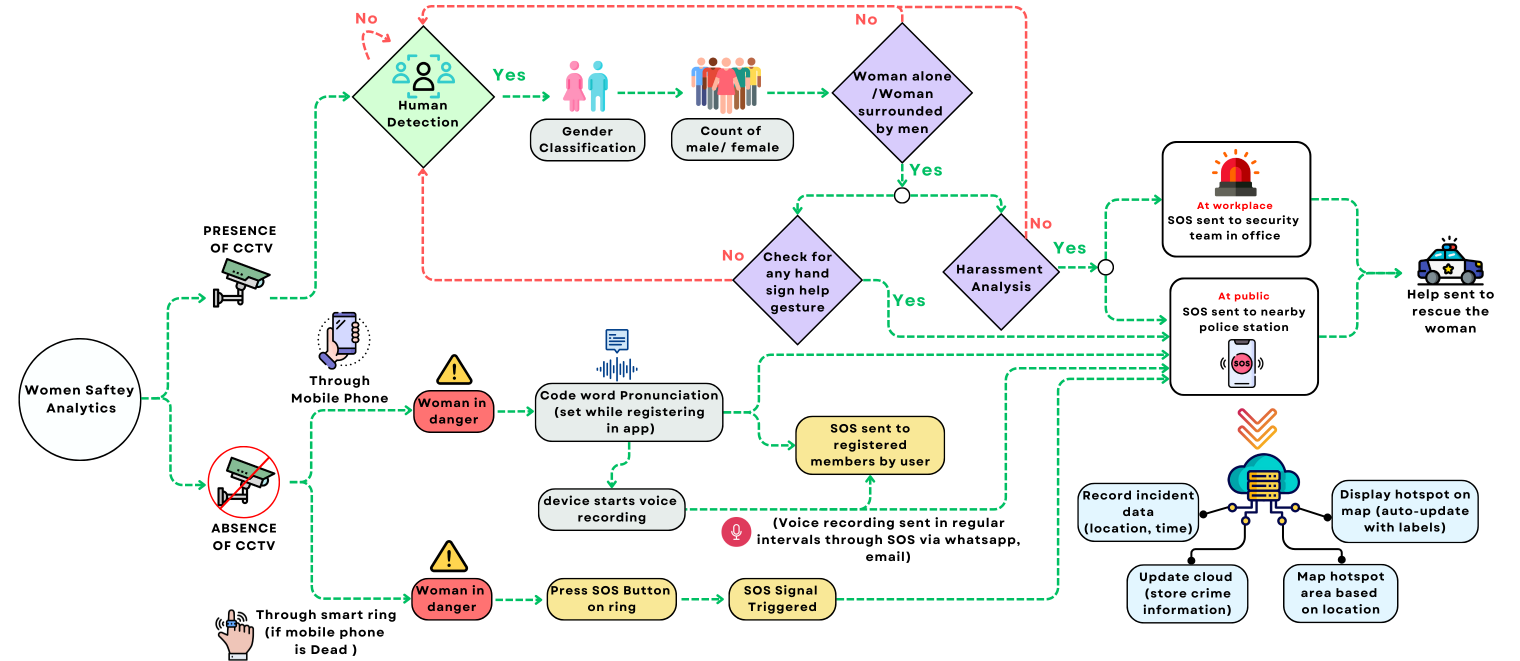 No
Human
Detection
Yes
Gender
Classification
Count of
male/ female
No
Woman alone
/Woman
surrounded
by men
Yes
No
Check for
any hand
sign help
gesture
Yes
No
Harassment
Analysis
Yes
At workplace
SOS sent to security
team in office
At public
SOS sent to nearby
police station
SOS
Help sent to
rescue the
woman
PRESENCE
OF CCTV
Women Saftey
Analytics
ABSENCE
OF CCTV
Through
Mobile Phone
Woman in
danger
Code word Pronunciation
(set while registering
in app)
SOS sent to
registered
members by user
device starts voice
recording
(Voice recording sent in regular
intervals through SOS via whatsapp,
email)
Through smart ring
(if mobile phone
is Dead )
Woman in
danger
Press SOS Button
on ring
SOS Signal
Triggered
Record incident
data
(location, time)
Display hotspot on
map (auto-update
with labels)
Update cloud
(store crime
information)
Map hotspot
area based
on location